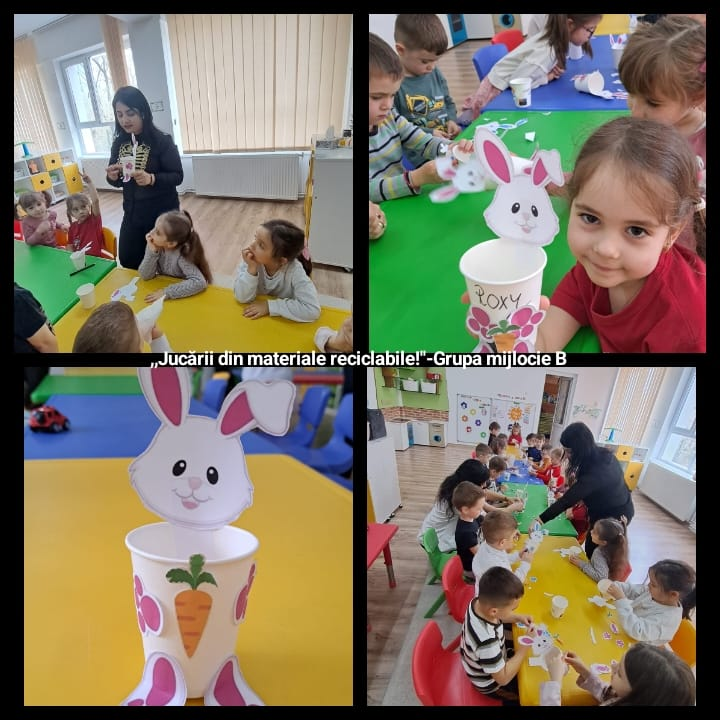 ROXY
,,Jucării din materiale reciclabile!"-Grupa mijlocie B